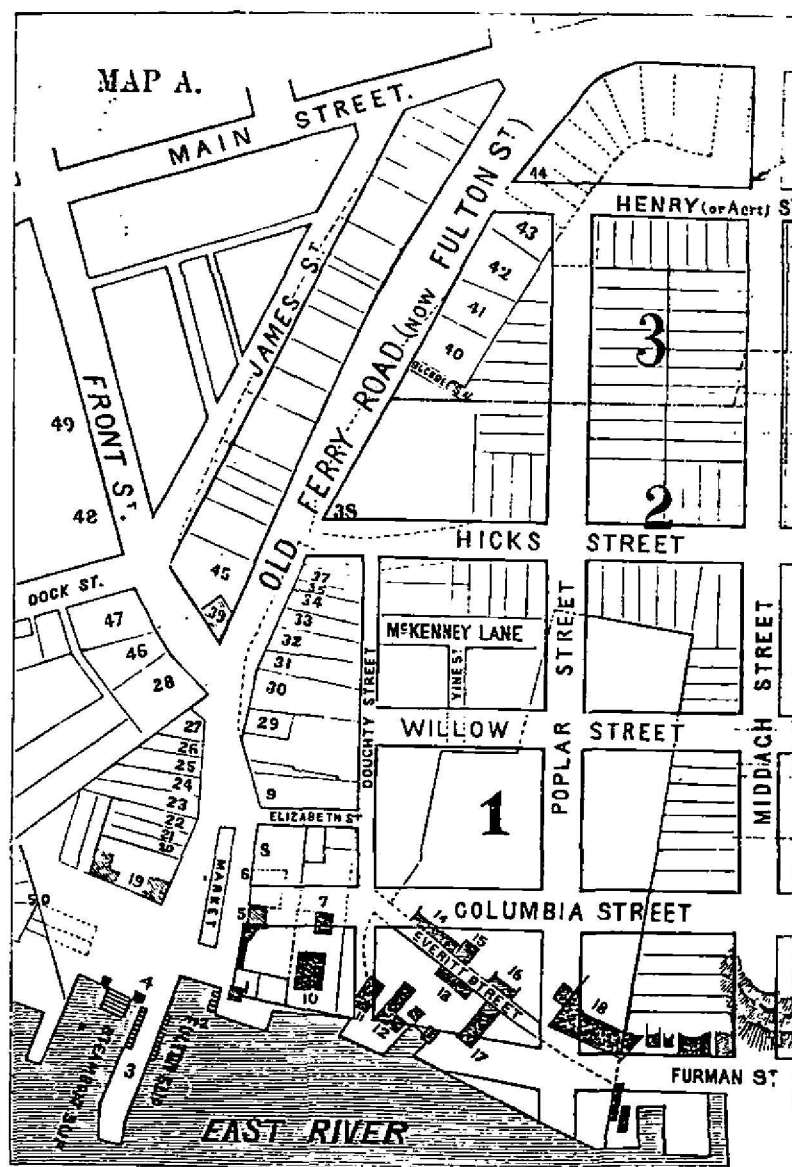 MAP A.
MAIN STREET.
44
HENRY (or Acrt) S
JAMES ST.
OLD FERRY ROAD (NOW FULTON ST.)
43
42
41
40
3
49
FRONT ST.
48
2
38
HICKS STREET
DOCK ST.
45
39
47
46
28
37
35
34
33
32
31
30
29
9
DOUGHTY STREET
MCKENNEY LANE
VINE ST
WILLOW STREET
POPLAR STREET
MIDDAGH STREET
1
27
26
25
24
23
22
21
20
19
ELIZABETH ST
MARKET
8
6
7
5
COLUMBIA STREET
14
15
EVERITT STREET
16
13
18
4
1
10
11
12
17
3
FURMAN ST
EAST RIVER